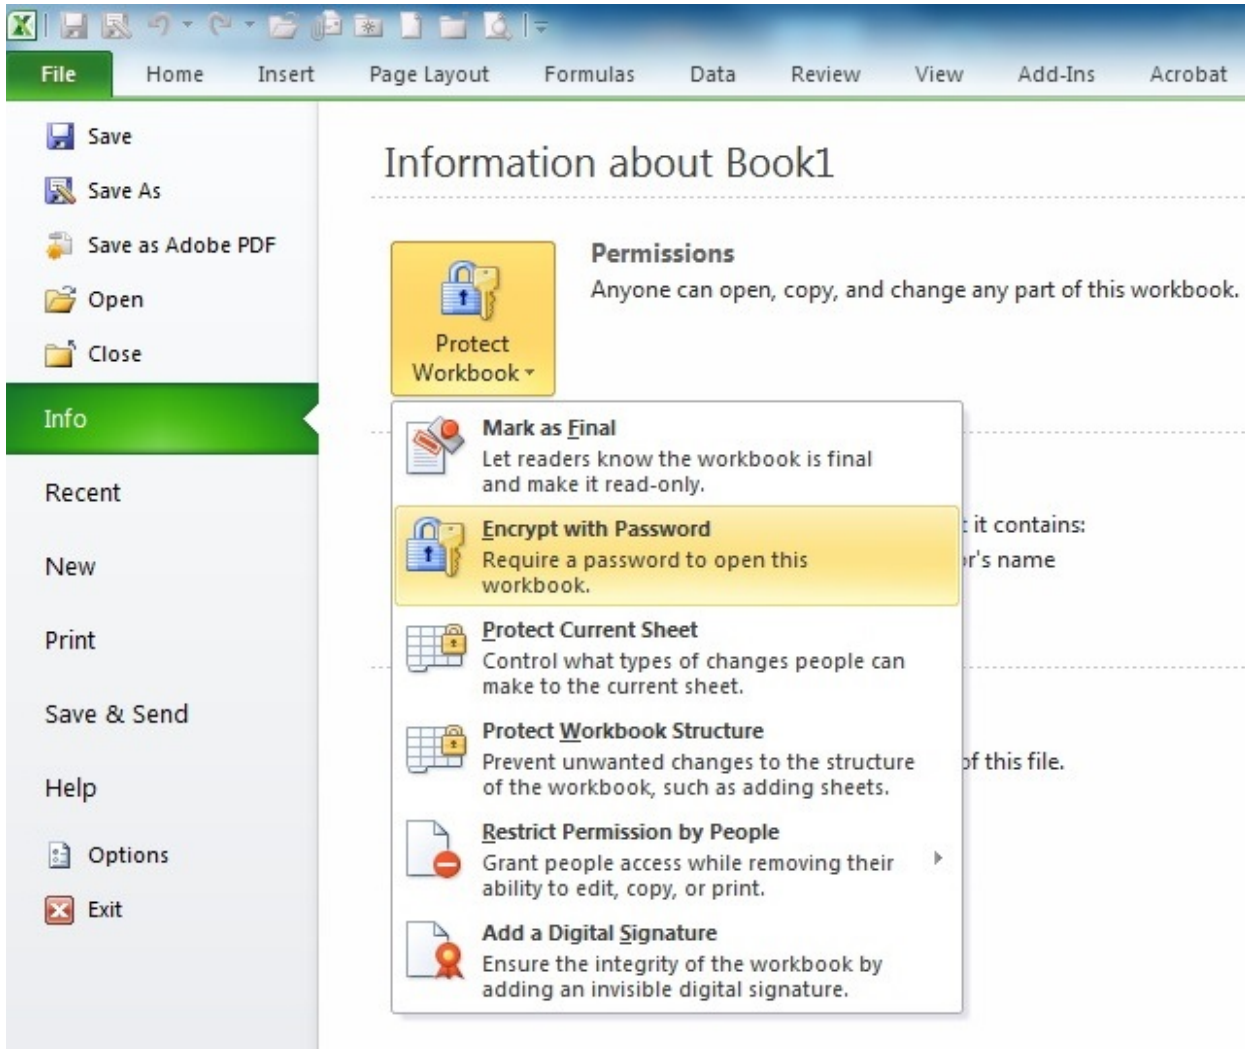 File Home Insert Page Layout Formulas Data Review View Add-Ins Acrobat
Save
Save As
Save as Adobe PDF
Open
Close
Info
Recent
New
Print
Save & Send
Help
Options
Exit
Information about Book1
Permissions
Anyone can open, copy, and change any part of this workbook.
Protect
Workbook
Mark as Final
Let readers know the workbook is final
and make it read-only.
Encrypt with Password
Require a password to open this
workbook.
Protect Current Sheet
Control what types of changes people can
make to the current sheet.
Protect Workbook Structure
Prevent unwanted changes to the structure
of the workbook, such as adding sheets.
Restrict Permission by People
Grant people access while removing their
ability to edit, copy, or print.
Add a Digital Signature
Ensure the integrity of the workbook by
adding an invisible digital signature.
it contains:
name
of this file.